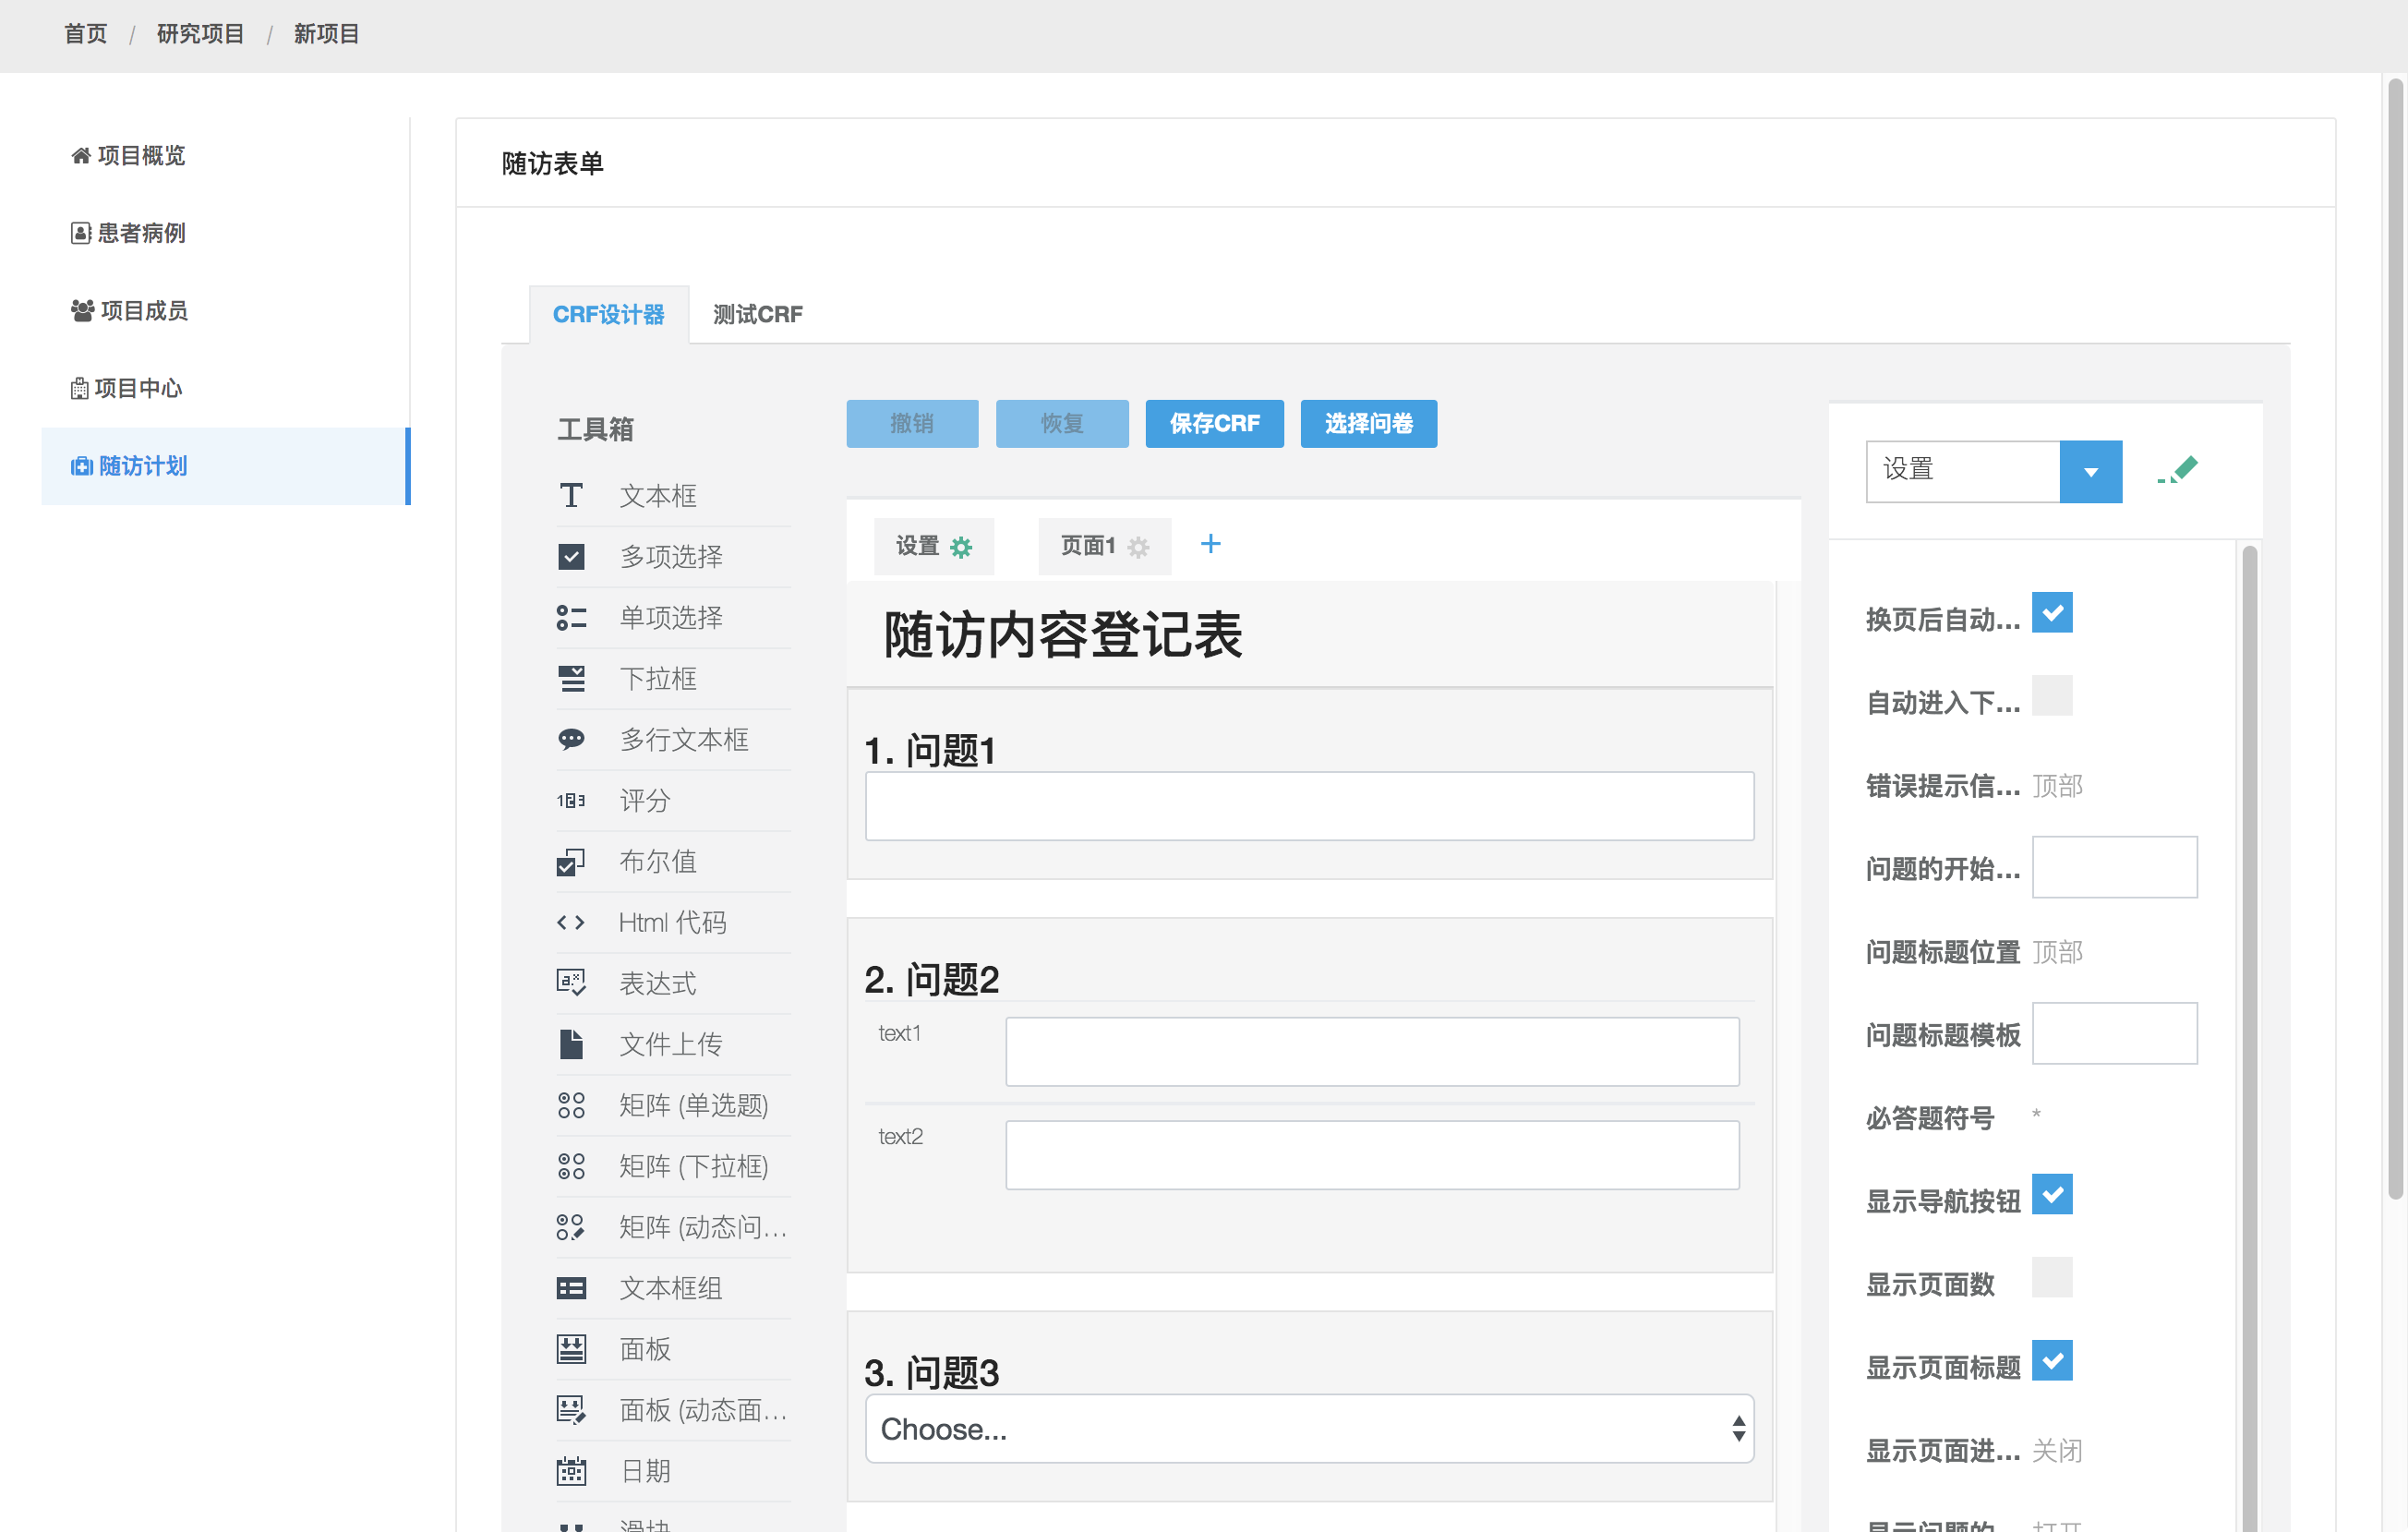 首页 / 研究项目 / 新项目
项目概览
患者病例
项目成员
项目中心
随访计划
随访表单
CRF设计器
测试CRF
工具箱
文本框
多项选择
单项选择
下拉框
多行文本框
评分
布尔值
Html 代码
表达式
文件上传
矩阵 (单选题)
矩阵 (下拉框)
矩阵 (动态问...
文本框组
面板
面板 (动态面...
日期
滑块
撤销
恢复
保存CRF
选择问卷
设置
页面1
+
随访内容登记表
1. 问题1
2. 问题2
text1
text2
3. 问题3
Choose...
设置
换页后自动...
自动进入下...
错误提示信... 顶部
问题的开始...
问题标题位置 顶部
问题标题模板
必答题符号 *
显示导航按钮
显示页面数
显示页面标题
显示页面进... 关闭
显示问题的... 打开